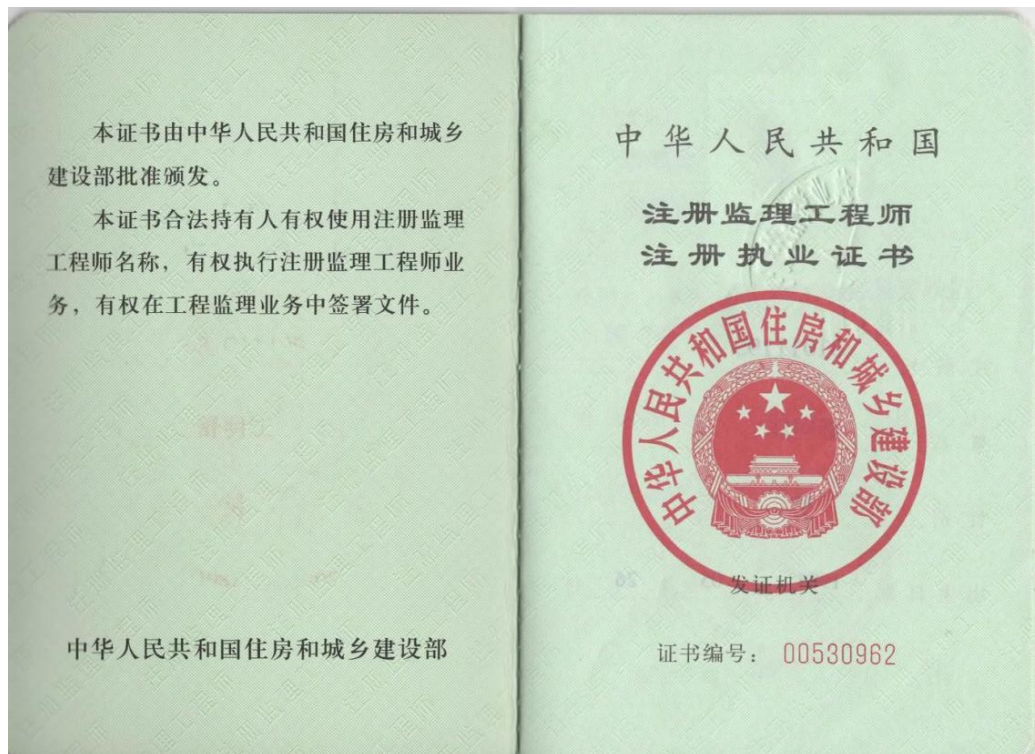 本证书由中华人民共和国住房和城乡
建设部批准颁发。
本证书合法持有人有权使用注册监理
工程师名称，有权执行注册监理工程师业
务，有权在工程监理业务中签署文件。
中华人民共和国住房和城乡建设部
中华人民共和国
注册监理工程师
注册执业证书
中华人民共和国住房和城乡建设部
发证机关
证书编号： 00530962